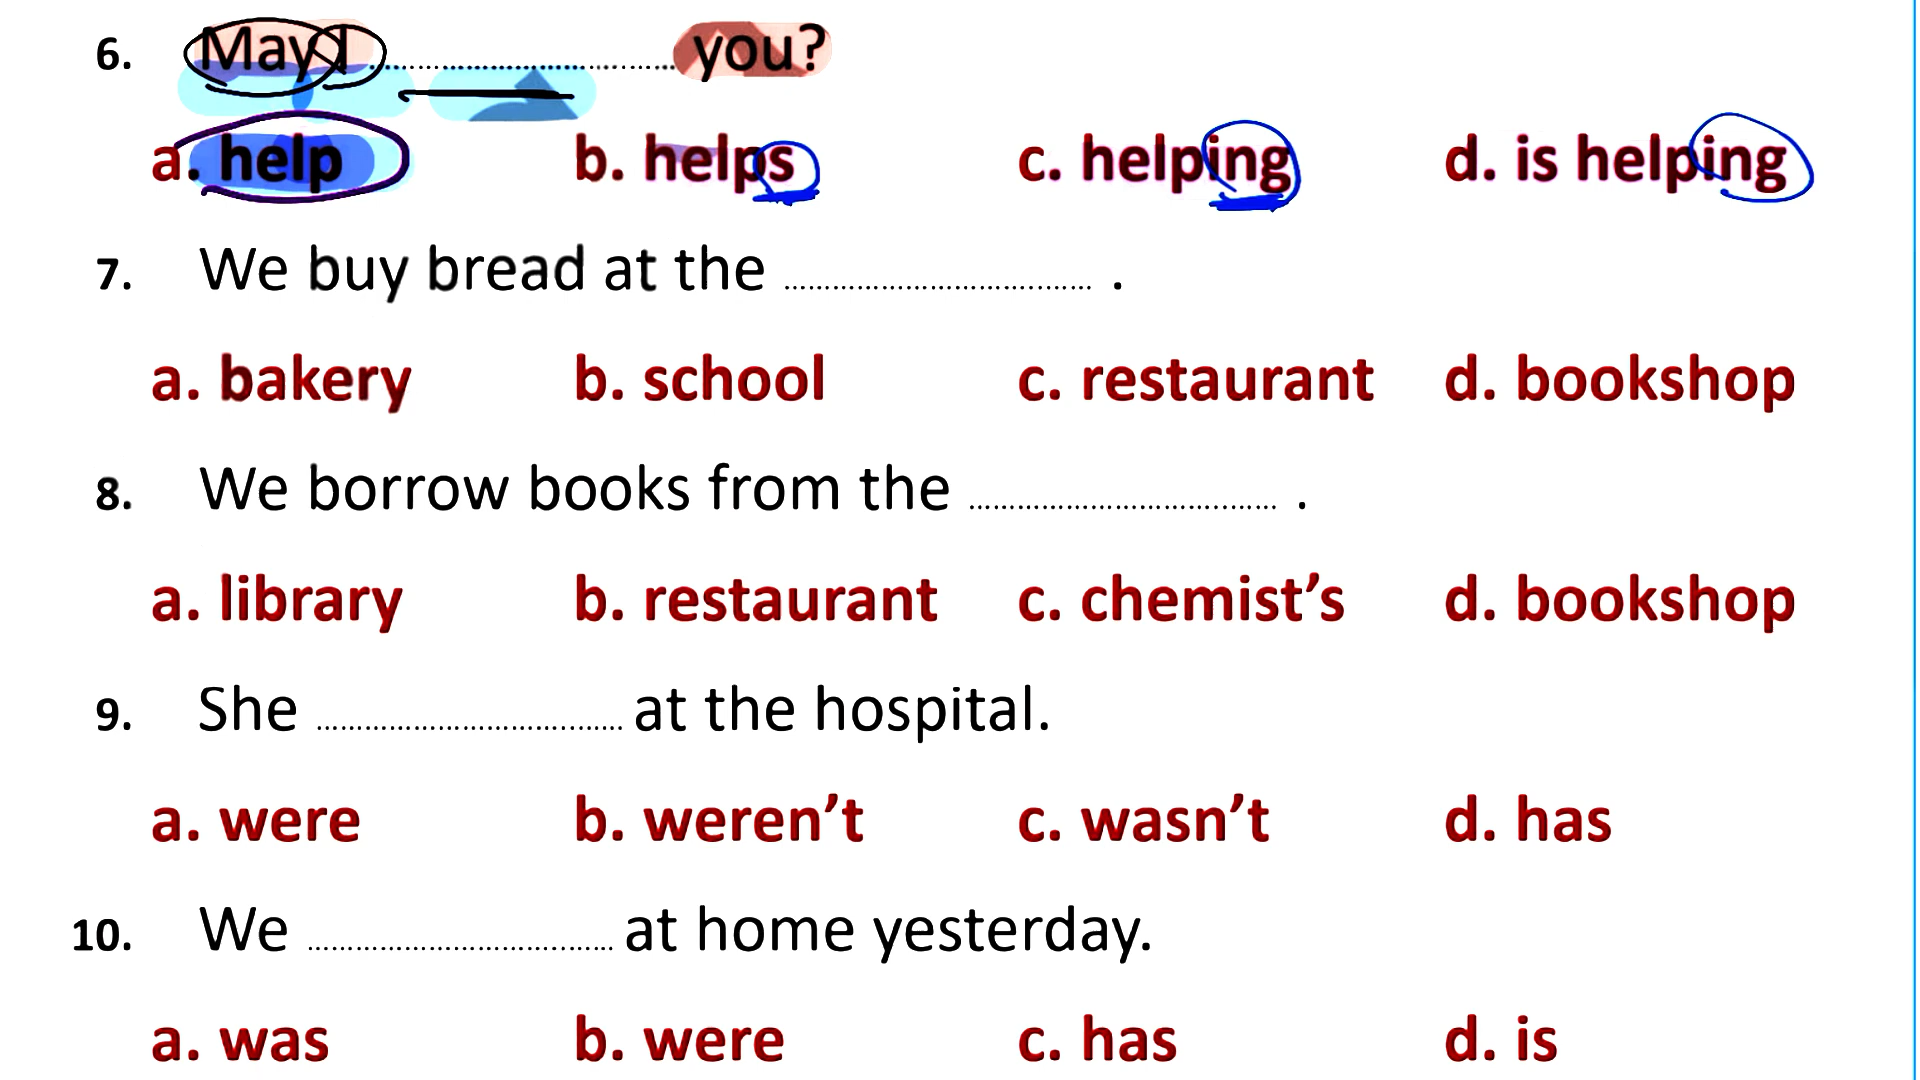 6. May I ........................................ you?
a. help b. helps c. helping d. is helping
7. We buy bread at the ........................................ .
a. bakery b. school c. restaurant d. bookshop
8. We borrow books from the ........................................ .
a. library b. restaurant c. chemist’s d. bookshop
9. She ........................................ at the hospital.
a. were b. weren’t c. wasn’t d. has
10. We ........................................ at home yesterday.
a. was b. were c. has d. is